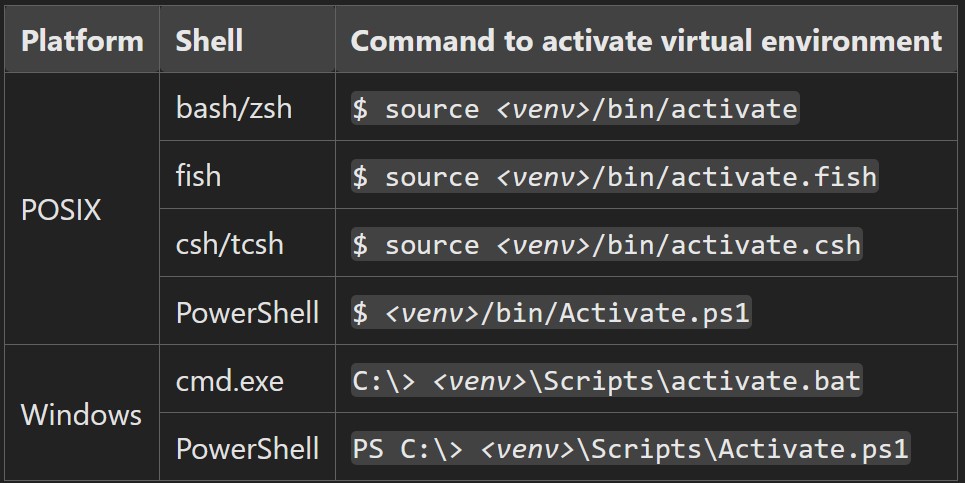 Platform Shell Command to activate virtual environment
POSIX
bash/zsh $ source <venv>/bin/activate
fish $ source <venv>/bin/activate.fish
csh/tcsh $ source <venv>/bin/activate.csh
PowerShell $ <venv>/bin/Activate.ps1
Windows
cmd.exe C:\> <venv>\Scripts\activate.bat
PowerShell PS C:\> <venv>\Scripts\Activate.ps1